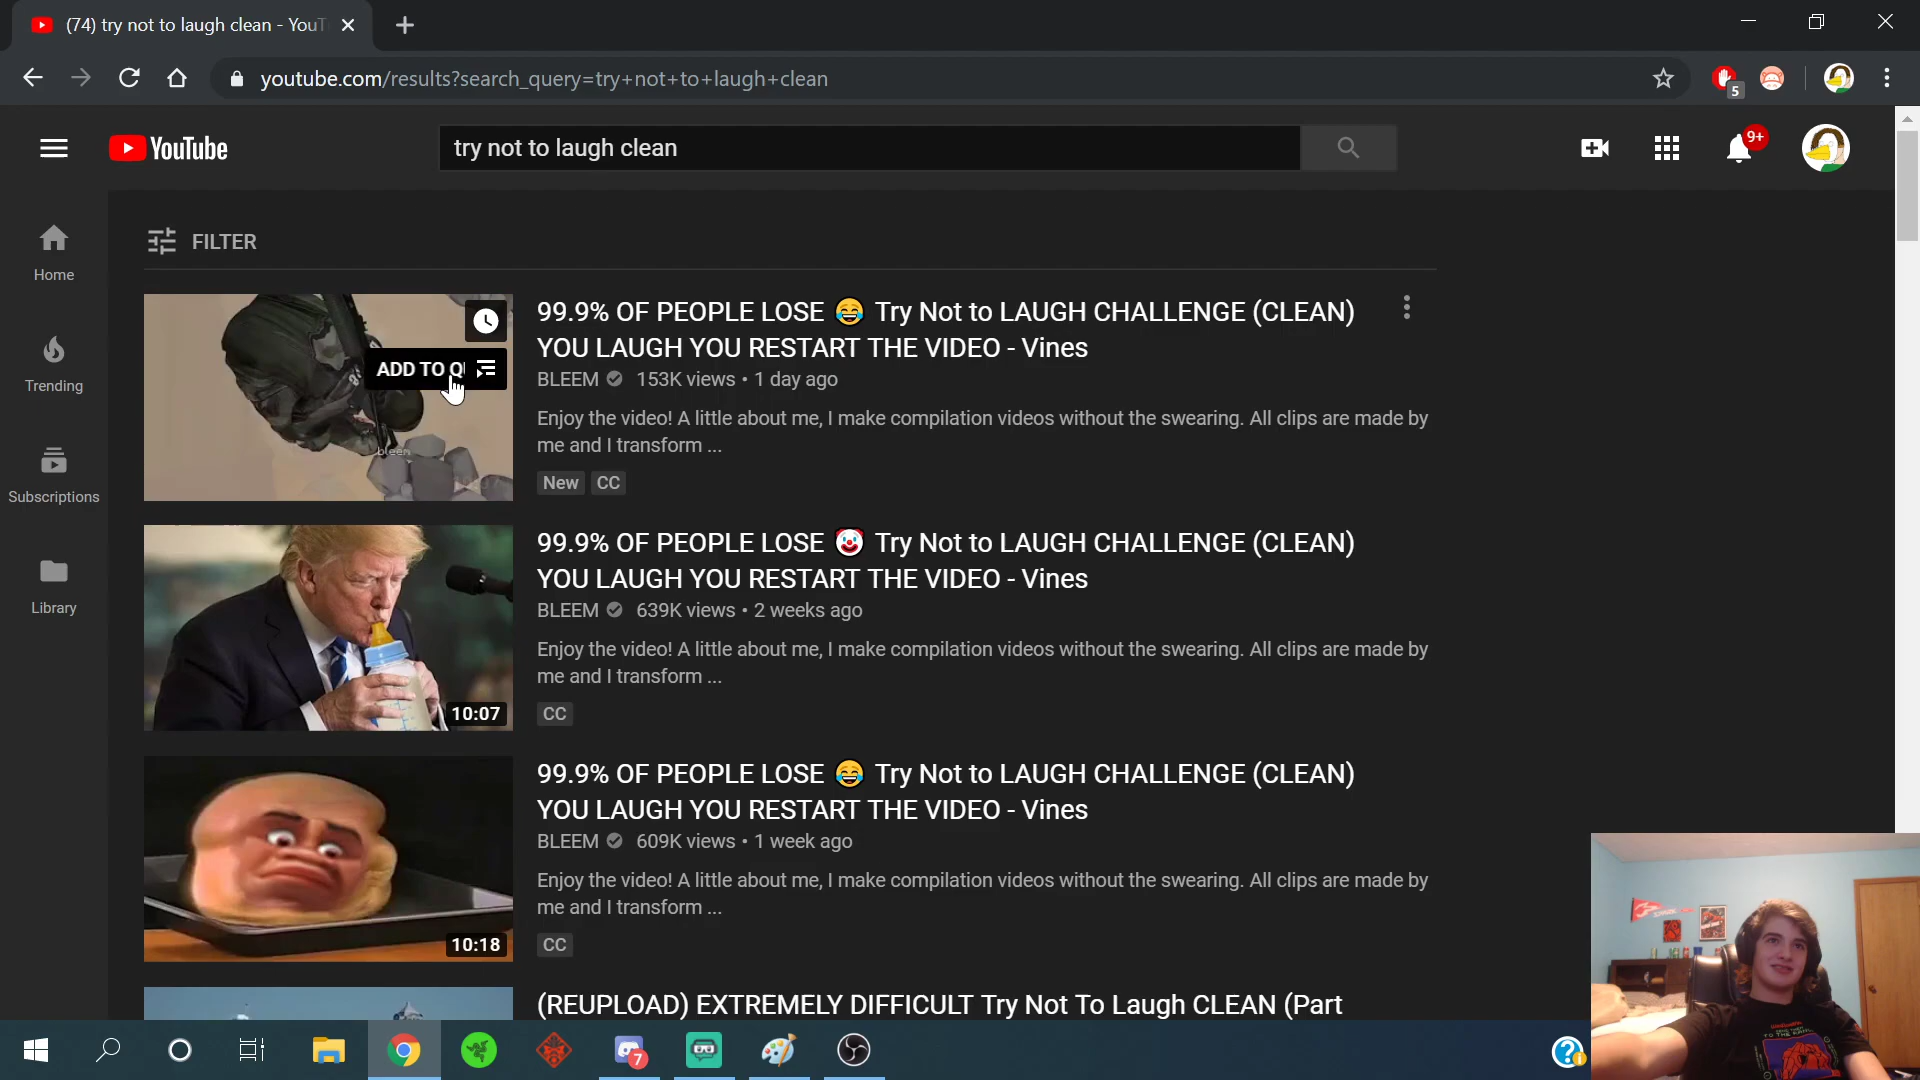 (74) try not to laugh clean - YouT
youtube.com/results?search_query=try+not+to+laugh+clean
5
YouTube
try not to laugh clean
9+
FILTER
Home
Trending
Subscriptions
Library
ADD TO Q
bleem
99.9% OF PEOPLE LOSE 😂 Try Not to LAUGH CHALLENGE (CLEAN)
YOU LAUGH YOU RESTART THE VIDEO - Vines
BLEEM 153K views • 1 day ago
Enjoy the video! A little about me, I make compilation videos without the swearing. All clips are made by
me and I transform ...
New CC
10:07
99.9% OF PEOPLE LOSE 🤡 Try Not to LAUGH CHALLENGE (CLEAN)
YOU LAUGH YOU RESTART THE VIDEO - Vines
BLEEM 639K views • 2 weeks ago
Enjoy the video! A little about me, I make compilation videos without the swearing. All clips are made by
me and I transform ...
CC
10:18
99.9% OF PEOPLE LOSE 😂 Try Not to LAUGH CHALLENGE (CLEAN)
YOU LAUGH YOU RESTART THE VIDEO - Vines
BLEEM 609K views • 1 week ago
Enjoy the video! A little about me, I make compilation videos without the swearing. All clips are made by
me and I transform ...
CC
(REUPLOAD) EXTREMELY DIFFICULT Try Not To Laugh CLEAN (Part
7